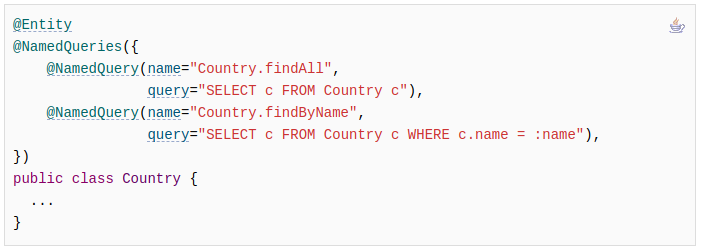 @Entity
@NamedQueries({
    @NamedQuery(name="Country.findAll",
                query="SELECT c FROM Country c"),
    @NamedQuery(name="Country.findByName",
                query="SELECT c FROM Country c WHERE c.name = :name"),
})
public class Country {
  ...
}